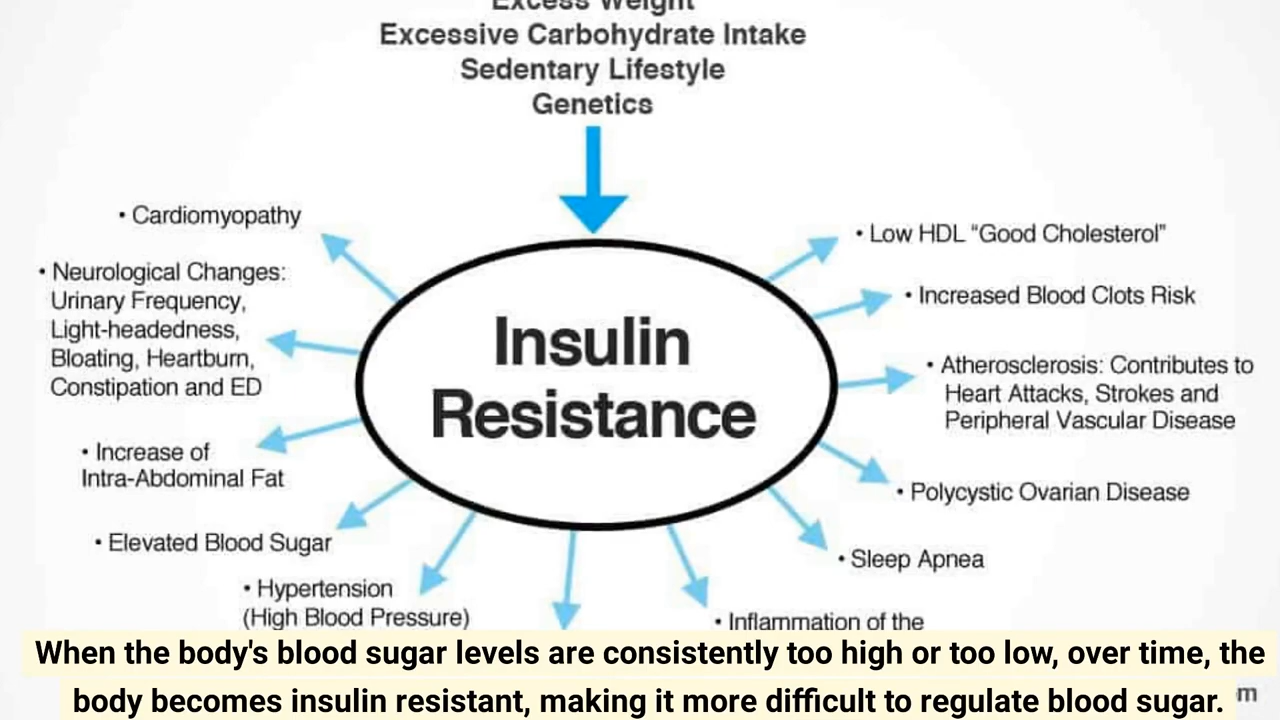 Excess Weight
Excessive Carbohydrate Intake
Sedentary Lifestyle
Genetics
• Cardiomyopathy
• Neurological Changes:
Urinary Frequency,
Light-headedness,
Bloating, Heartburn,
Constipation and ED
• Increase of
Intra-Abdominal Fat
• Elevated Blood Sugar
• Hypertension
(High Blood Pressure)
Insulin
Resistance
• Low HDL “Good Cholesterol”
• Increased Blood Clots Risk
• Atherosclerosis: Contributes to
Heart Attacks, Strokes and
Peripheral Vascular Disease
• Polycystic Ovarian Disease
• Sleep Apnea
• Inflammation of the
When the body's blood sugar levels are consistently too high or too low, over time, the
body becomes insulin resistant, making it more difficult to regulate blood sugar.